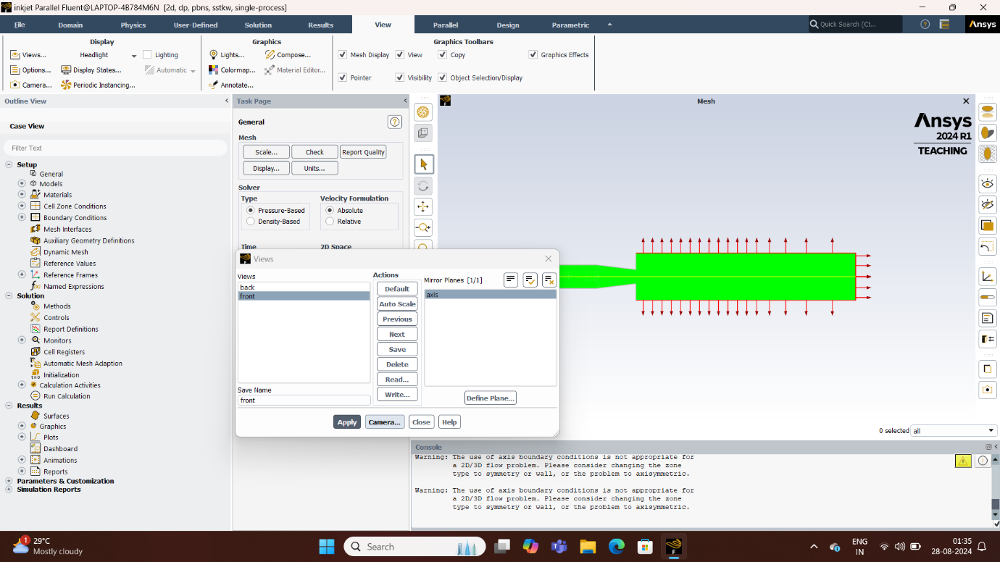 inkjet Parallel Fluent@LAPTOP-4B784M6N [2d, dp, pbns, sstkw, single-process]
File Domain Physics User-Defined Solution Results View Parallel Design Parametric
Quick Search (Ct...
Ansys
Display
Views... Headlight Lighting
Options... Display States... Automatic
Camera... Periodic Instancing...
Graphics
Lights... Compose...
Colormap... Material Editor...
Annotate...
Graphics Toolbars
Mesh Display View Copy Graphics Effects
Pointer Visibility Object Selection/Display
Outline View
Case View
Filter Text
Setup
General
Models
Materials
Cell Zone Conditions
Boundary Conditions
Mesh Interfaces
Auxiliary Geometry Definitions
Dynamic Mesh
Reference Values
Reference Frames
Named Expressions
Solution
Methods
Controls
Report Definitions
Monitors
Cell Registers
Automatic Mesh Adaption
Initialization
Calculation Activities
Run Calculation
Results
Surfaces
Graphics
Plots
Dashboard
Animations
Reports
Parameters & Customization
Simulation Reports
Task Page
General
Mesh
Scale... Check Report Quality
Display... Units...
Solver
Type Velocity Formulation
Pressure-Based Absolute
Density-Based Relative
Time 2D Space
Views
Views
back
front
Save Name
front
Actions
Default
Auto Scale
Previous
Next
Save
Delete
Read...
Write...
Mirror Planes [1/1]
axis
Define Plane...
Apply Camera... Close Help
Mesh
Ansys
2024 R1
TEACHING
0 selected all
Console
Warning: The use of axis boundary conditions is not appropriate for
a 2D/3D flow problem. Please consider changing the zone
type to symmetry or wall, or the problem to axisymmetric.
Warning: The use of axis boundary conditions is not appropriate for
a 2D/3D flow problem. Please consider changing the zone
type to symmetry or wall, or the problem to axisymmetric.
1
29°C
Mostly cloudy
Search
ENG
IN
01:35
28-08-2024